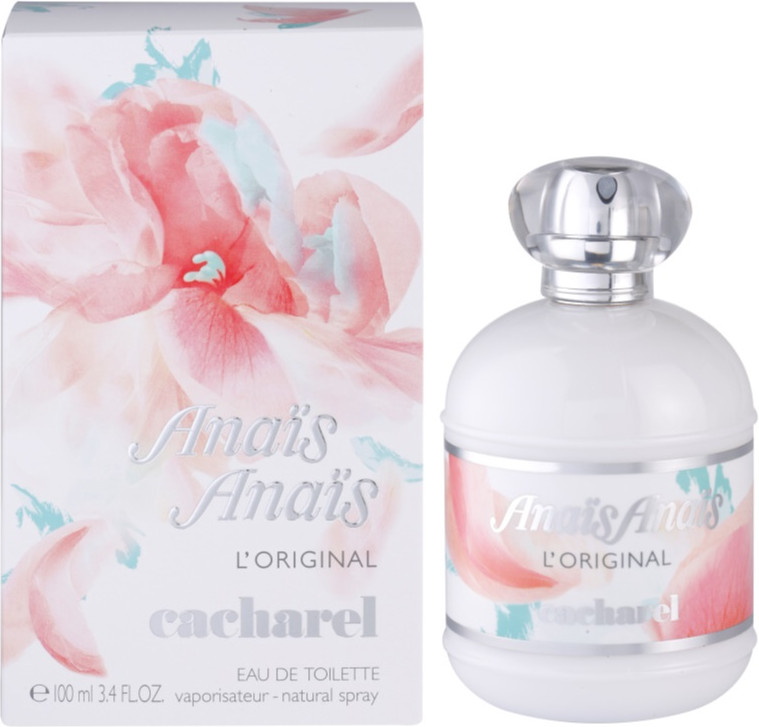 Anaïs
Anaïs
L'ORIGINAL
cacharel
EAU DE TOILETTE
℮100 ml 3.4 FL.OZ. vaporisateur - natural spray
Anaïs Anaïs
L'ORIGINAL
cacharel